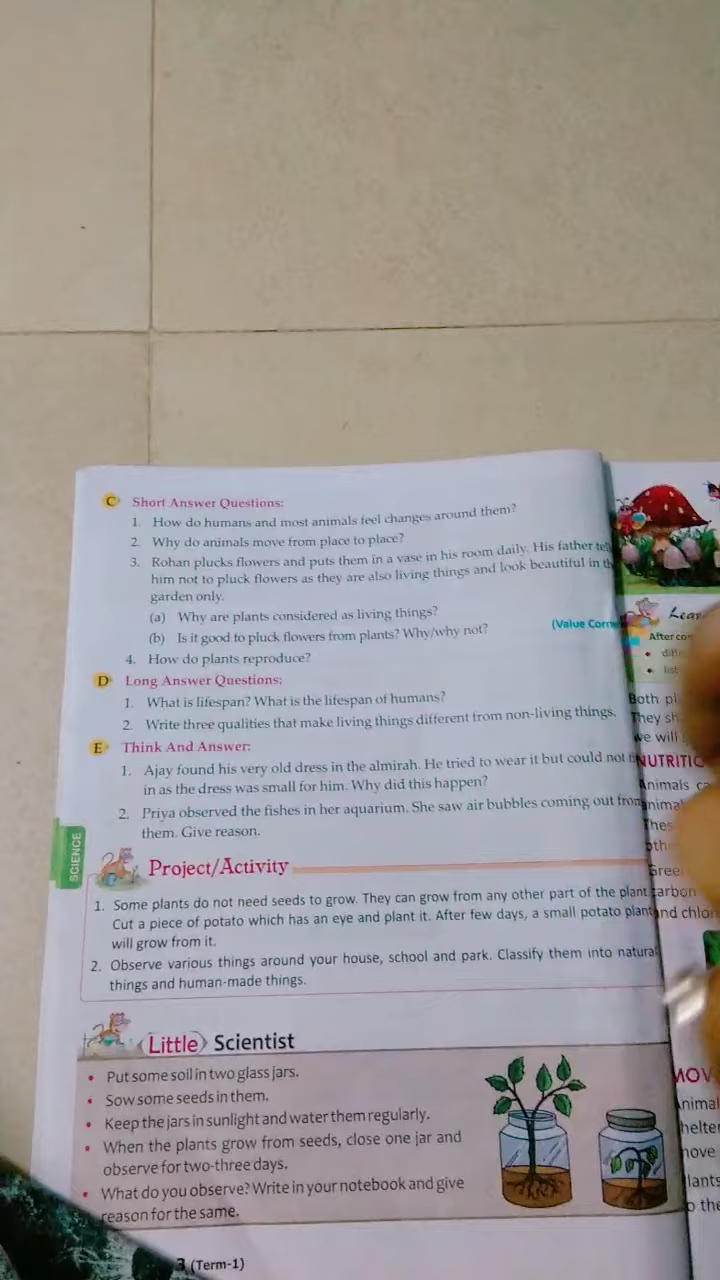 C Short Answer Questions:
1. How do humans and most animals feel changes around them?
2. Why do animals move from place to place?
3. Rohan plucks flowers and puts them in a vase in his room daily. His father
him not to pluck flowers as they are also living things and look beautiful in
garden only.
(a) Why are plants considered as living things?
(b) Is it good to pluck flowers from plants? Why/why not? (Value
4. How do plants reproduce?
D Long Answer Questions:
1. What is lifespan? What is the lifespan of humans?
2. Write three qualities that make living things different from non-living things.
E Think And Answer:
1. Ajay found his very old dress in the almirah. He tried to wear it but could not
in as the dress was small for him. Why did this happen?
2. Priya observed the fishes in her aquarium. She saw air bubbles coming out from
them. Give reason.
SCIENCE
Project/Activity
1. Some plants do not need seeds to grow. They can grow from any other part of the plant.
Cut a piece of potato which has an eye and plant it. After few days, a small potato plant
will grow from it.
2. Observe various things around your house, school and park. Classify them into natural
things and human-made things.
Little Scientist
• Put some soil in two glass jars.
• Sow some seeds in them.
• Keep the jars in sunlight and water them regularly.
• When the plants grow from seeds, close one jar and
observe for two-three days.
• What do you observe? Write in your notebook and give
reason for the same.
3 (Term-1)
After
Both
They
we will